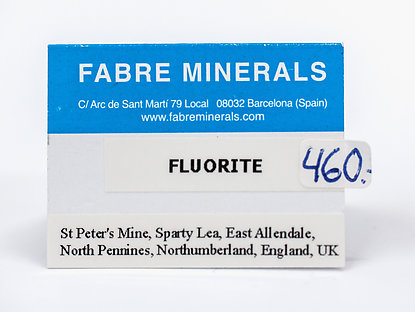 FABRE MINERALS
C/ Arc de Sant Martí 79 Local 08032 Barcelona (Spain)
www.fabreminerals.com
FLUORITE
460.-
St Peter's Mine, Sparty Lea, East Allendale,
North Pennines, Northumberland, England, UK